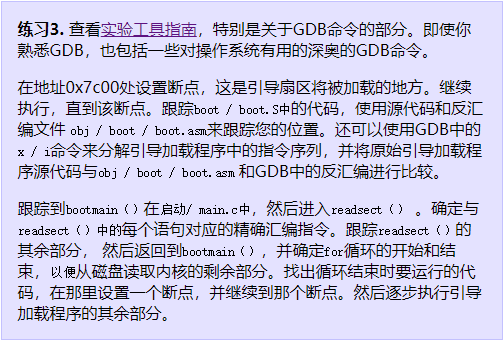 练习3. 查看实验工具指南，特别是关于GDB命令的部分。即使你
熟悉GDB，也包括一些对操作系统有用的深奥的GDB命令。
在地址0x7c00处设置断点，这是引导扇区将被加载的地方。继续
执行，直到该断点。跟踪boot / boot.S中的代码，使用源代码和反汇
编文件 obj / boot / boot.asm来跟踪您的位置。还可以使用GDB中的
x / i命令来分解引导加载程序中的指令序列，并将原始引导加载程
序源代码与obj / boot / boot.asm 和GDB中的反汇编进行比较。
跟踪到bootmain（）在启动/ main.c中，然后进入readsect（） 。确定与
readsect（）中的每个语句对应的精确汇编指令。跟踪readsect（）的
其余部分， 然后返回到bootmain（），并确定for循环的开始和结
束，以便从磁盘读取内核的剩余部分。找出循环结束时要运行的代
码，在那里设置一个断点，并继续到那个断点。然后逐步执行引导
加载程序的其余部分。